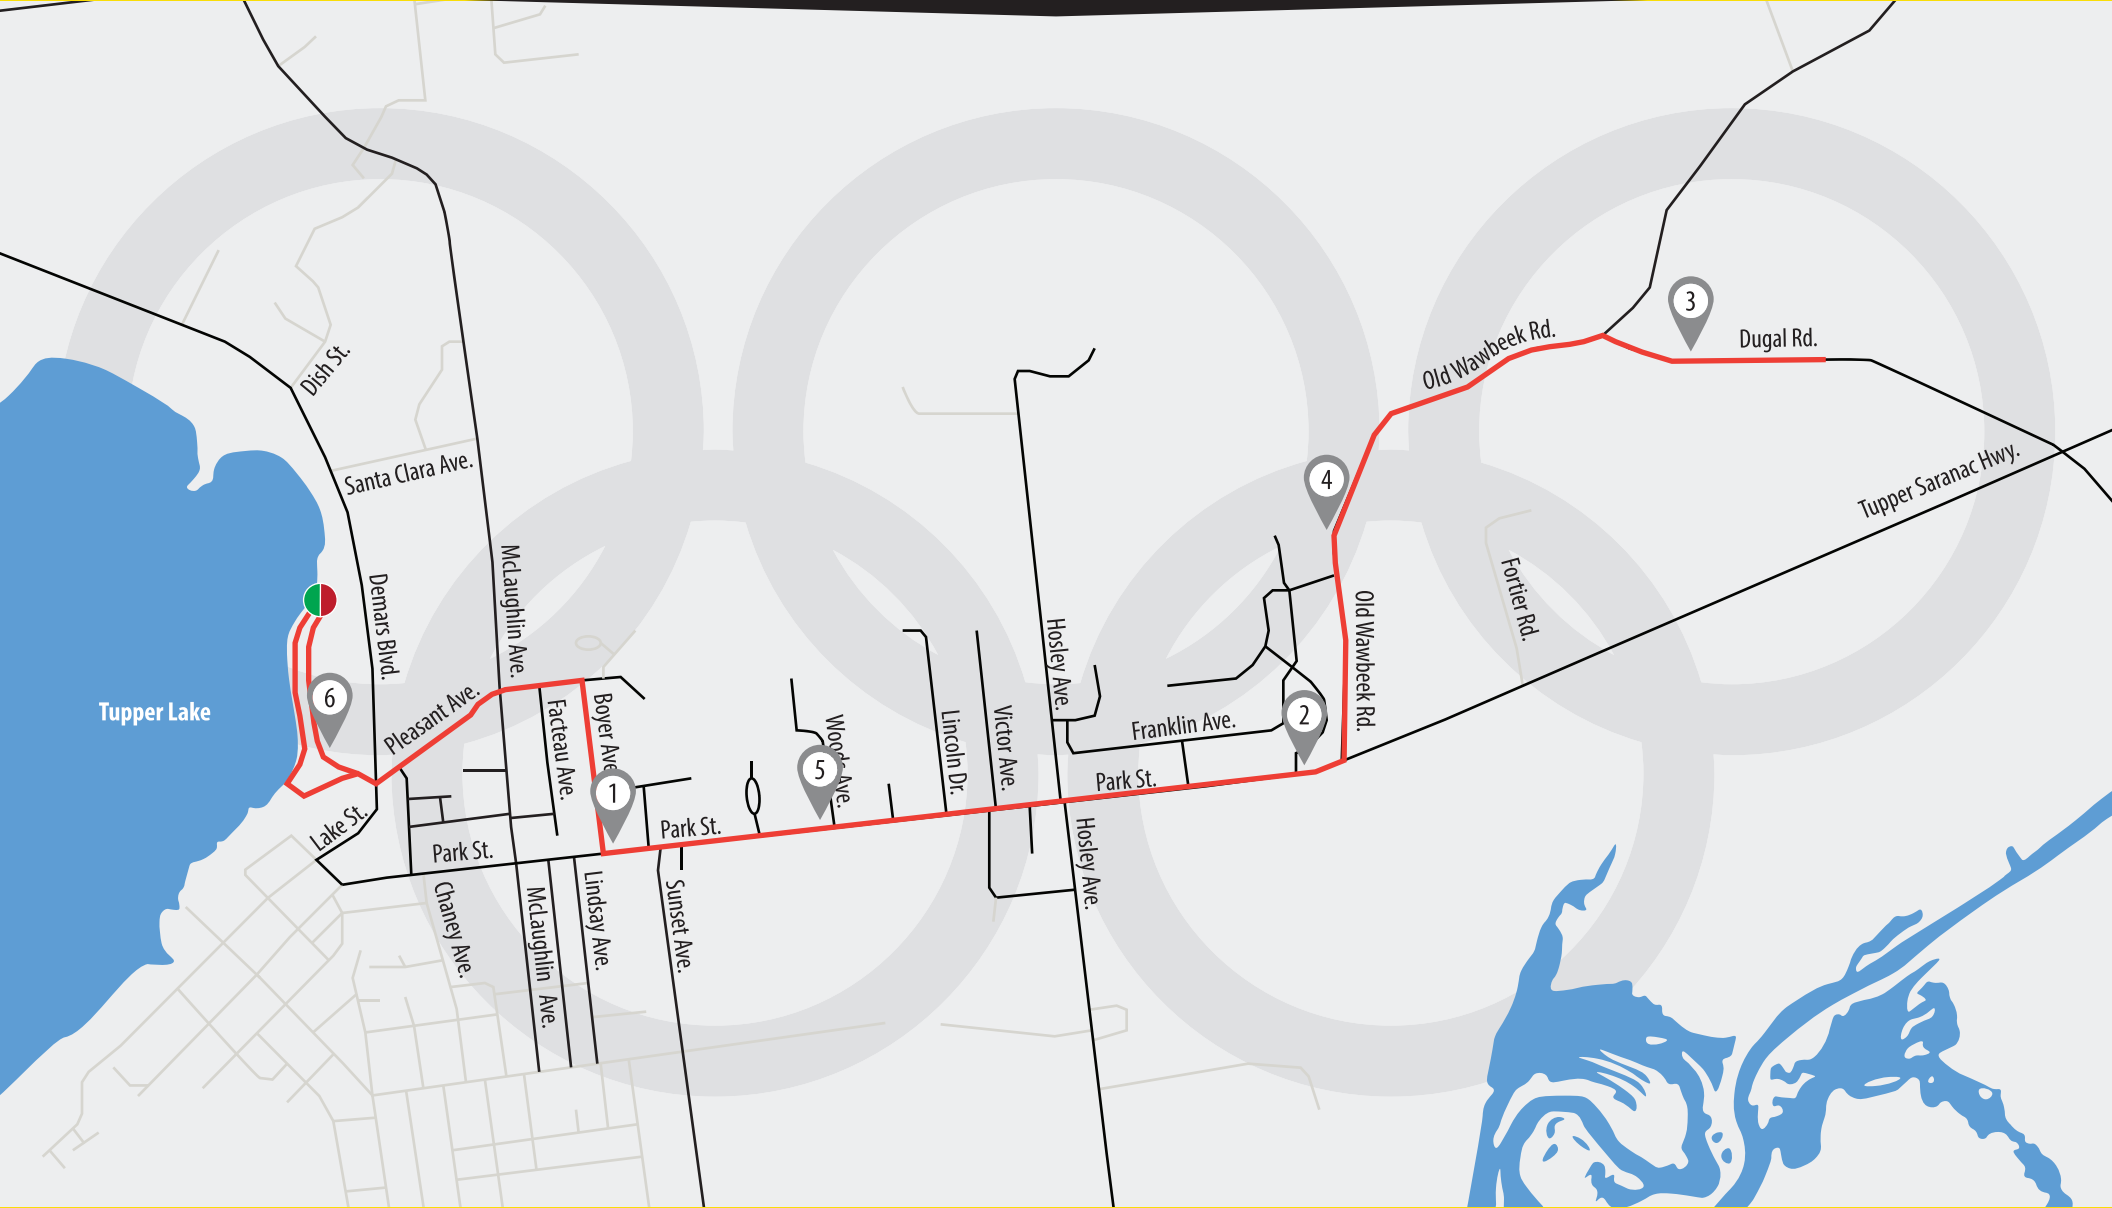 3
Dugal Rd.
Old Wawbeek Rd.
Dish St.
Santa Clara Ave.
4
Tupper Saranac Hwy.
McLaughlin Ave.
Demars Blvd.
Fortier Rd.
Old Wawbeek Rd.
Hosley Ave.
6
Tupper Lake
Pleasant Ave.
Facteau Ave.
Boyer Ave.
Woods Ave.
Lincoln Dr.
Victor Ave.
Franklin Ave.
2
5
1
Park St.
Lake St.
Park St.
Park St.
Hosley Ave.
Chaney Ave.
McLaughlin Ave.
Lindsay Ave.
Sunset Ave.